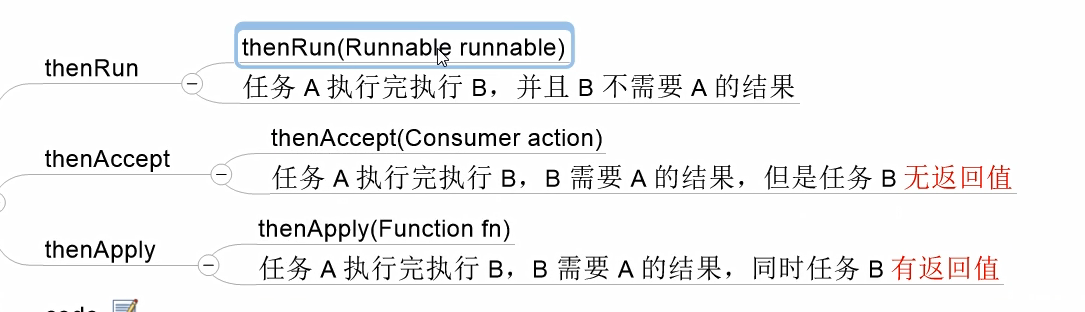 thenRun
thenRun(Runnable runnable)
任务 A 执行完执行 B，并且 B 不需要 A 的结果
thenAccept
thenAccept(Consumer action)
任务 A 执行完执行 B，B 需要 A 的结果，但是任务 B 无返回值
thenApply
thenApply(Function fn)
任务 A 执行完执行 B，B 需要 A 的结果，同时任务 B 有返回值